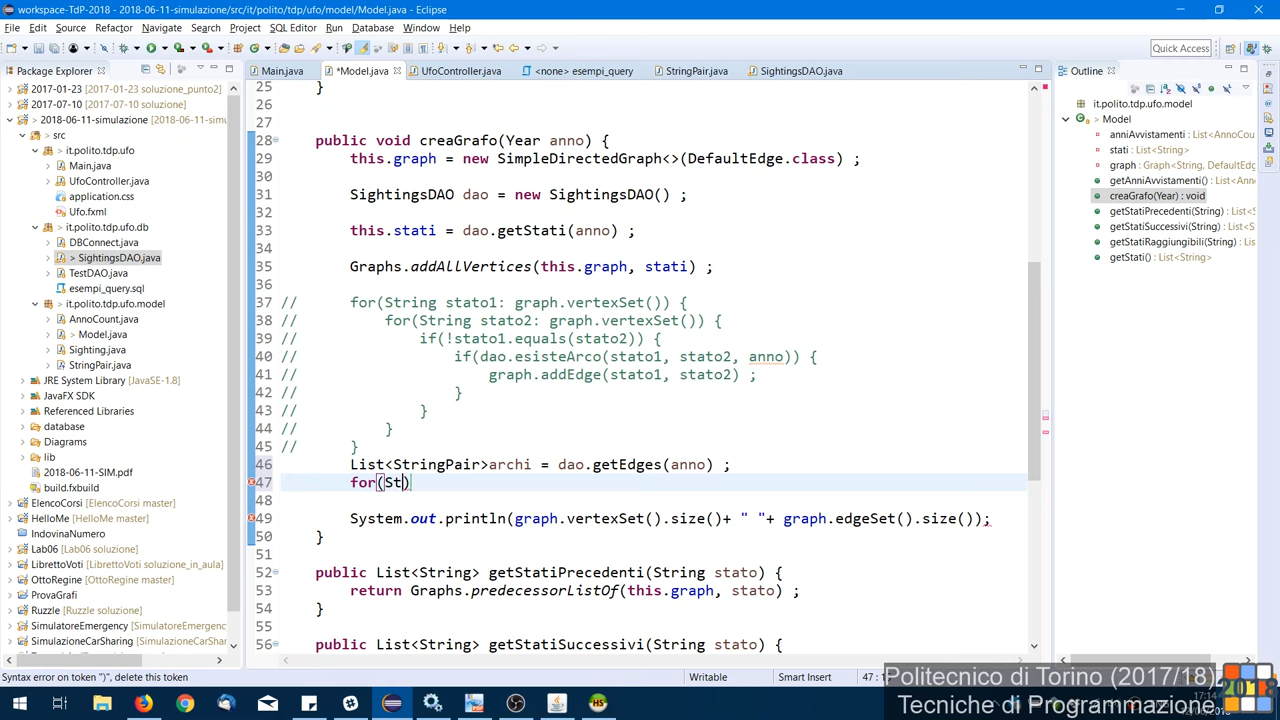 workspace-TdP-2018 - 2018-06-11-simulazione/src/it/polito/tdp/ufo/model/Model.java - Eclipse
File Edit Source Refactor Navigate Search Project SQL Editor Run Database Window Help
Quick Access
Package Explorer
Main.java
*Model.java
UfoController.java
<none> esempi_query
StringPair.java
SightingsDAO.java
Outline
2017-01-23 [2017-01-23 soluzione_punto2]
2017-07-10 [2017-07-10 soluzione]
2018-06-11-simulazione [2018-06-11-simu
src
it.polito.tdp.ufo
Main.java
UfoController.java
application.css
Ufo.fxml
it.polito.tdp.ufo.db
DBConnect.java
> SightingsDAO.java
TestDAO.java
esempi_query.sql
it.polito.tdp.ufo.model
AnnoCount.java
> Model.java
Sighting.java
StringPair.java
JRE System Library [JavaSE-1.8]
JavaFX SDK
Referenced Libraries
database
Diagrams
lib
2018-06-11-SIM.pdf
build.fxbuild
ElencoCorsi [ElencoCorsi master]
HelloMe [HelloMe master]
IndovinaNumero
Lab06 [Lab06 soluzione]
LibrettoVoti [LibrettoVoti soluzione_in_aula]
OttoRegine [OttoRegine master]
ProvaGrafi
Ruzzle [Ruzzle soluzione]
SimulatoreEmergency [SimulatoreEmergency
SimulazioneCarSharing [SimulazioneCarSharing
25 }
26
27
28 public void creaGrafo(Year anno) {
29 this.graph = new SimpleDirectedGraph<>(DefaultEdge.class) ;
30
31 SightingsDAO dao = new SightingsDAO() ;
32
33 this.stati = dao.getStati(anno) ;
34
35 Graphs.addAllVertices(this.graph, stati) ;
36
37 // for(String stato1: graph.vertexSet()) {
38 // for(String stato2: graph.vertexSet()) {
39 // if(!stato1.equals(stato2)) {
40 // if(dao.esisteArco(stato1, stato2, anno)) {
41 // graph.addEdge(stato1, stato2) ;
42 // }
43 // }
44 // }
45 // }
46 List<StringPair>archi = dao.getEdges(anno) ;
47 for(St)
48
49 System.out.println(graph.vertexSet().size()+ " "+ graph.edgeSet().size());
50 }
51
52 public List<String> getStatiPrecedenti(String stato) {
53 return Graphs.predecessorListOf(this.graph, stato) ;
54 }
55
56 public List<String> getStatiSuccessivi(String stato) {
it.polito.tdp.ufo.model
Model
anniAvvistamenti : List<AnnoCou
stati : List<String>
graph : Graph<String, DefaultEdg
getAnniAvvistamenti() : List<Ann
creaGrafo(Year) : void
getStatiPrecedenti(String) : List<S
getStatiSuccessivi(String) : List<S
getStatiRaggiungibili(String) : List
getStati() : List<String>
Syntax error on token ")", delete this token
Writable
Smart Insert
47 : 1
Politecnico di Torino (2017/18)
Tecniche di Programmazione
2018
17:14